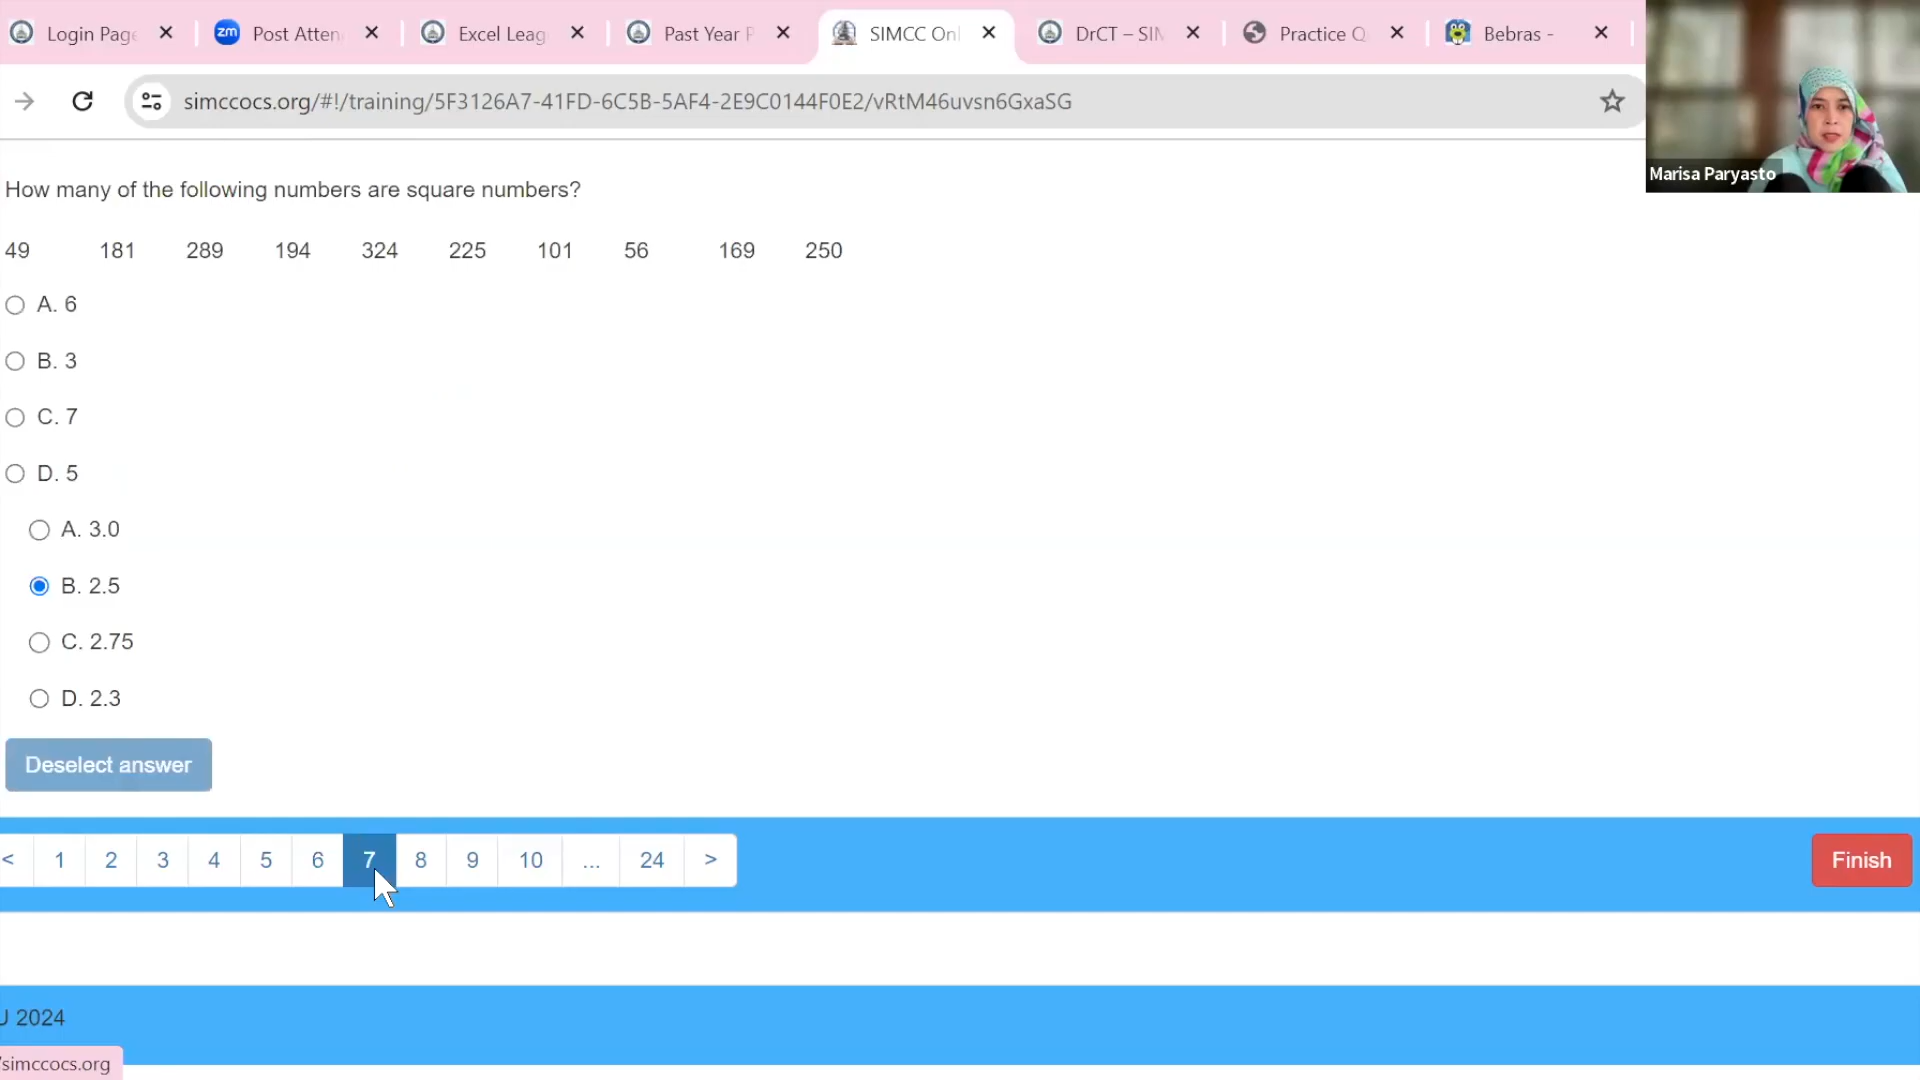 Login Page
zm Post Atten
Excel Leag
Past Year P
SIMCC Onl
DrCT – SIM
Practice Q
Bebras -
simccocs.org/#!/training/5F3126A7-41FD-6C5B-5AF4-2E9C0144F0E2/vRtM46uvsn6GxaSG
Marisa Paryasto
How many of the following numbers are square numbers?
49 181 289 194 324 225 101 56 169 250
A. 6
B. 3
C. 7
D. 5
A. 3.0
B. 2.5
C. 2.75
D. 2.3
Deselect answer
< 1 2 3 4 5 6 7 8 9 10 ... 24 >
Finish
2024
/simccocs.org